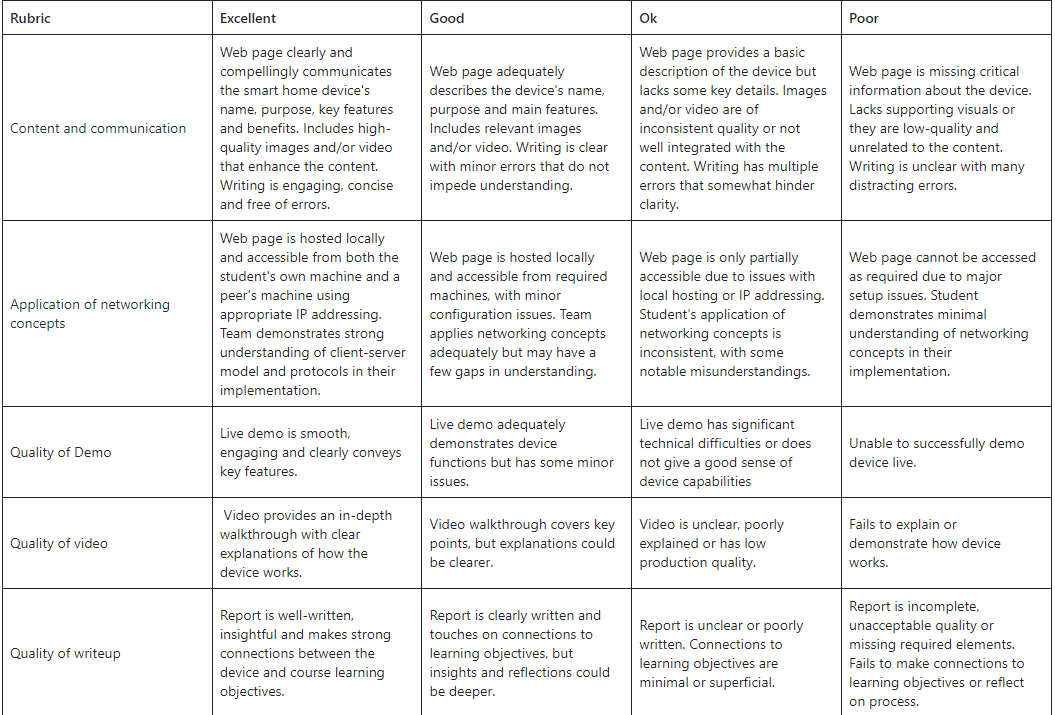 Rubric
Excellent
Good
Ok
Poor
Content and communication
Web page clearly and
compellingly communicates
the smart home device's
name, purpose, key features
and benefits. Includes high-
quality images and/or video
that enhance the content.
Writing is engaging, concise
and free of errors.
Web page adequately
describes the device's name,
purpose and main features.
Includes relevant images
and/or video. Writing is clear
with minor errors that do not
impede understanding.
Web page provides a basic
description of the device but
lacks some key details. Images
and/or video are of
inconsistent quality or not
well integrated with the
content. Writing has multiple
errors that somewhat hinder
clarity.
Web page is missing critical
information about the device.
Lacks supporting visuals or
they are low-quality and
unrelated to the content.
Writing is unclear with many
distracting errors.
Application of networking
concepts
Web page is hosted locally
and accessible from both the
student's own machine and a
peer's machine using
appropriate IP addressing.
Team demonstrates strong
understanding of client-server
model and protocols in their
implementation.
Web page is hosted locally
and accessible from required
machines, with minor
configuration issues. Team
applies networking concepts
adequately but may have a
few gaps in understanding.
Web page is only partially
accessible due to issues with
local hosting or IP addressing.
Student's application of
networking concepts is
inconsistent, with some
notable misunderstandings.
Web page cannot be accessed
as required due to major
setup issues. Student
demonstrates minimal
understanding of networking
concepts in their
implementation.
Quality of Demo
Live demo is smooth,
engaging and clearly conveys
key features.
Live demo adequately
demonstrates device
functions but has some minor
issues.
Live demo has significant
technical difficulties or does
not give a good sense of
device capabilities
Unable to successfully demo
device live.
Quality of video
Video provides an in-depth
walkthrough with clear
explanations of how the
device works.
Video walkthrough covers key
points, but explanations could
be clearer.
Video is unclear, poorly
explained or has low
production quality.
Fails to explain or
demonstrate how device
works.
Quality of writeup
Report is well-written,
insightful and makes strong
connections between the
device and course learning
objectives.
Report is clearly written and
touches on connections to
learning objectives, but
insights and reflections could
be deeper.
Report is unclear or poorly
written. Connections to
learning objectives are
minimal or superficial.
Report is incomplete,
unacceptable quality or
missing required elements.
Fails to make connections to
learning objectives or reflect
on process.